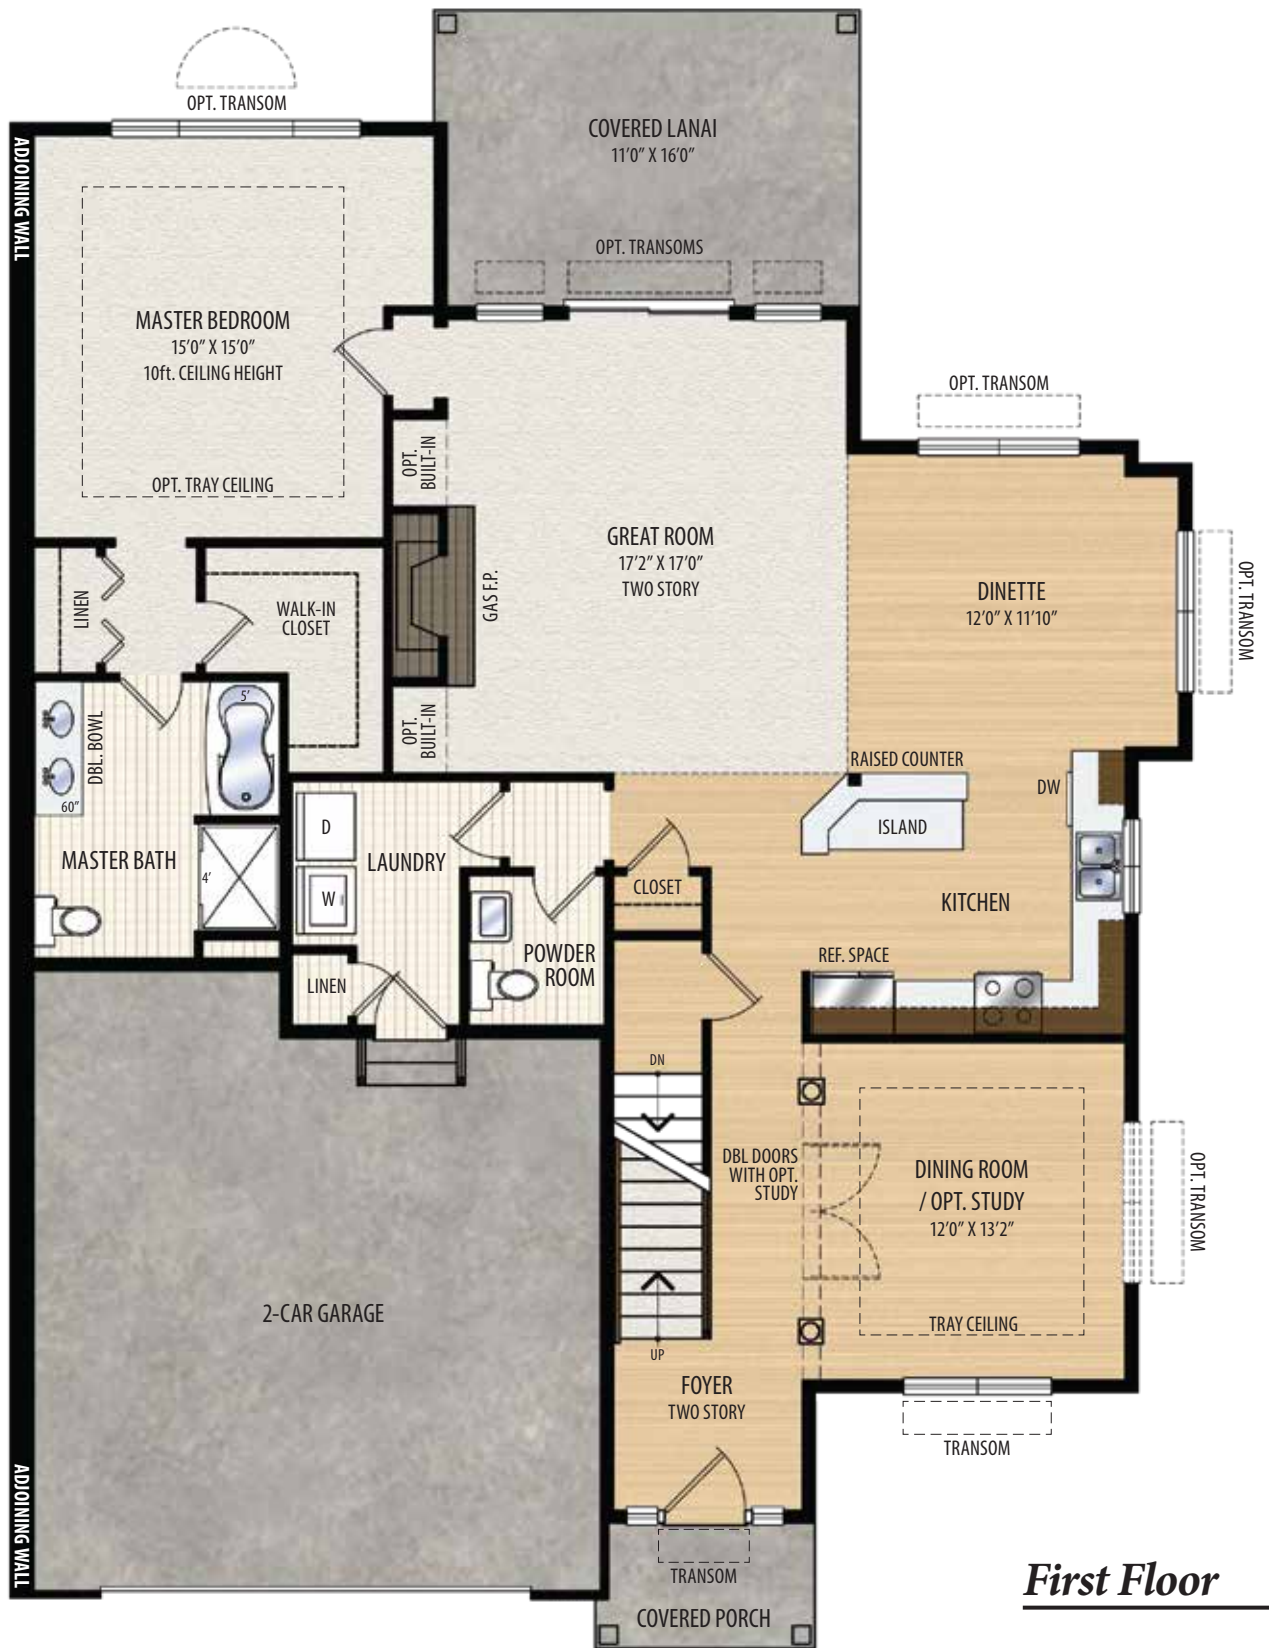 OPT. TRANSOM
ADJOINING WALL
COVERED LANAI
11'0" X 16'0"
OPT. TRANSOMS
MASTER BEDROOM
15'0" X 15'0"
10ft. CEILING HEIGHT
OPT. TRAY CEILING
OPT. TRANSOM
OPT.
BUILT-IN
GREAT ROOM
17'2" X 17'0"
TWO STORY
GAS F.P.
DINETTE
12'0" X 11'10"
OPT. TRANSOM
LINEN
WALK-IN
CLOSET
OPT.
BUILT-IN
5'
DBL. BOWL
60"
MASTER BATH
4'
D
W
LAUNDRY
LINEN
POWDER
ROOM
CLOSET
RAISED COUNTER
ISLAND
DW
KITCHEN
REF. SPACE
DN
DBL DOORS
WITH OPT.
STUDY
DINING ROOM
/ OPT. STUDY
12'0" X 13'2"
TRAY CEILING
OPT. TRANSOM
2-CAR GARAGE
UP
FOYER
TWO STORY
TRANSOM
ADJOINING WALL
TRANSOM
COVERED PORCH
First Floor